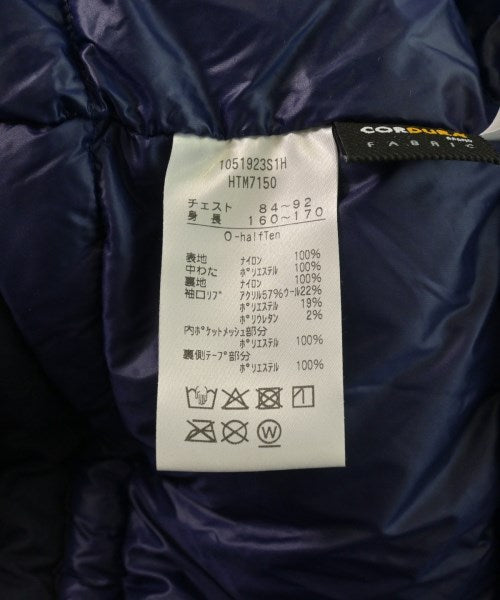 CORDURA
BRAND
FABRIC
1051923S1H
HTM7150
チェスト 84~92
身長 160~170
O-halfTen
表地 ナイロン 100%
中わた ポリエステル 100%
裏地 ナイロン 100%
袖口リブ アクリル57%ウール22%
ポリエステル 19%
ポリウレタン 2%
内ポケットメッシュ部分
ポリエステル 100%
裏側テープ部分
ポリエステル 100%
W